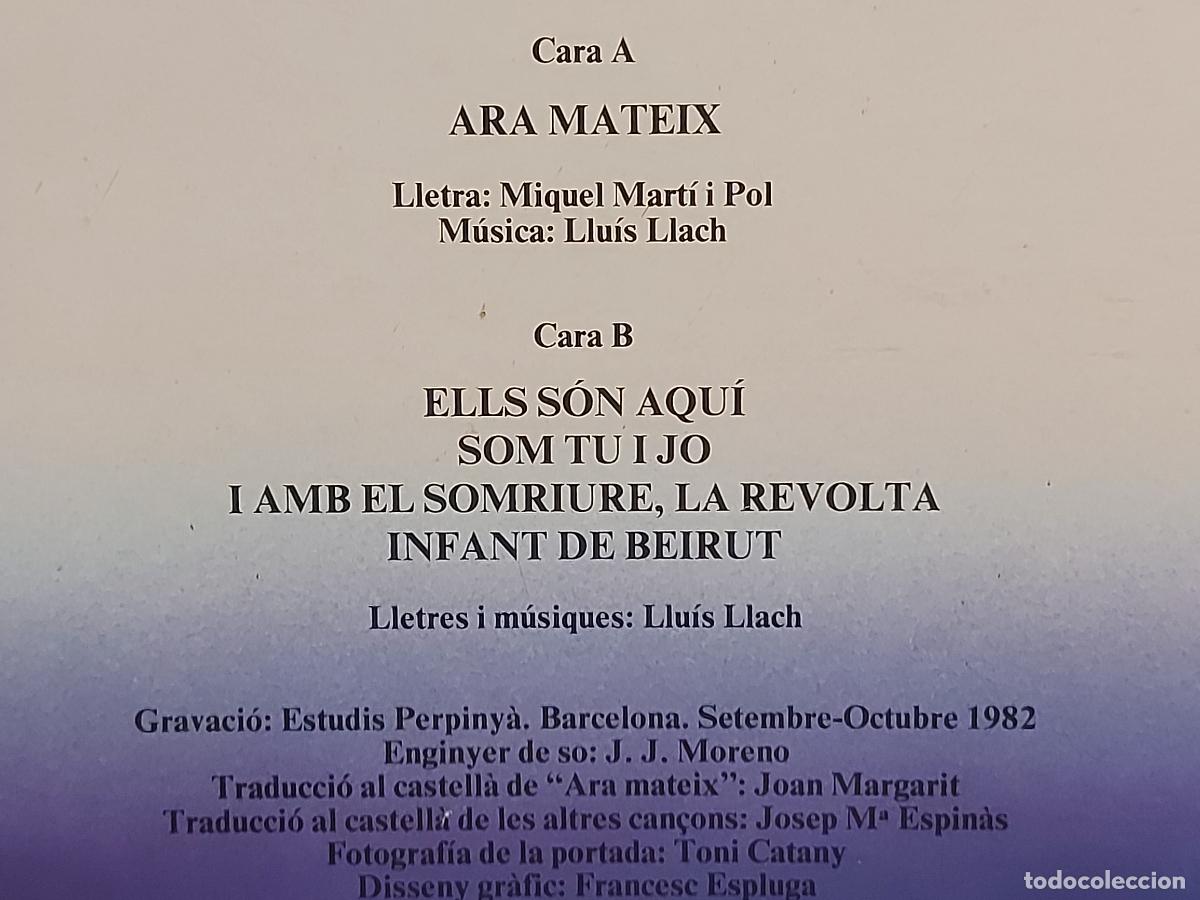 Cara A
ARA MATEIX
Lletra: Miquel Martí i Pol
Música: Lluís Llach
Cara B
ELLS SÓN AQUÍ
SOM TU I JO
I AMB EL SOMRIURE, LA REVOLTA
INFANT DE BEIRUT
Lletres i músiques: Lluís Llach
Gravació: Estudis Perpinyà. Barcelona. Setembre-Octubre 1982
Enginyer de so: J. J. Moreno
Traducció al castellà de “Ara mateix”: Joan Margarit
Traducció al castellà de les altres cançons: Josep Mª Espinàs
Fotografía de la portada: Toni Catany
Disseny gràfic: Francesc Espluga
todocoleccion